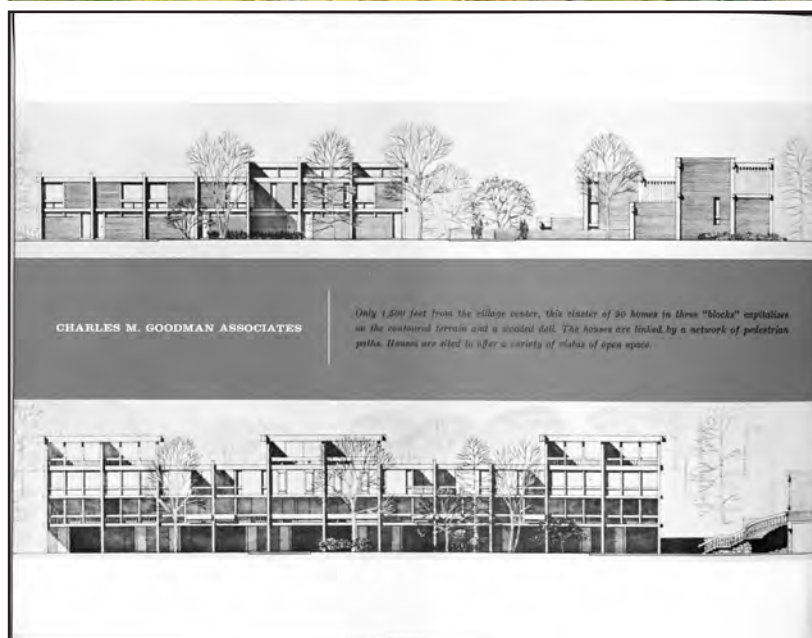 CHARLES M. GOODMAN ASSOCIATES
Only 1,500 feet from the village center, this cluster of 90 homes in three "blocks" capitalizes
on the contoured terrain and a wooded dell. The houses are linked by a network of pedestrian
paths. Houses are sited to offer a variety of vistas of open space.